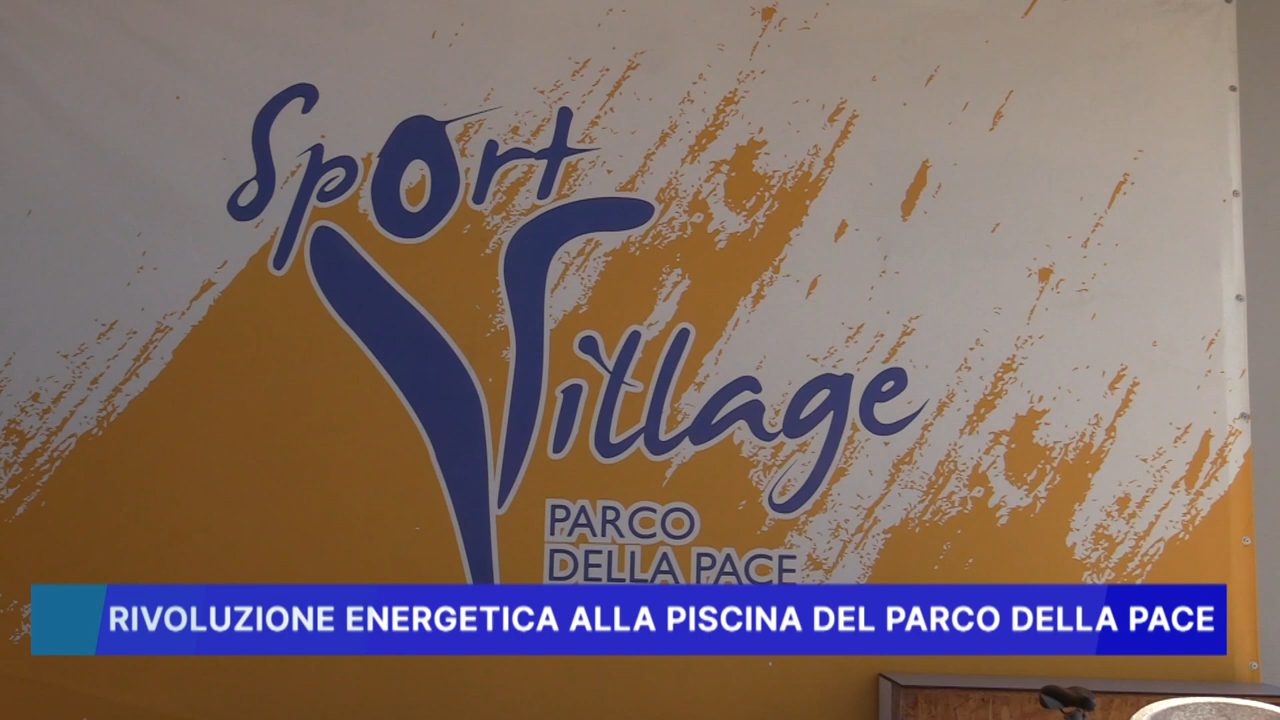 Sport
Village
PARCO
DELLA PACE
RIVOLUZIONE ENERGETICA ALLA PISCINA DEL PARCO DELLA PACE